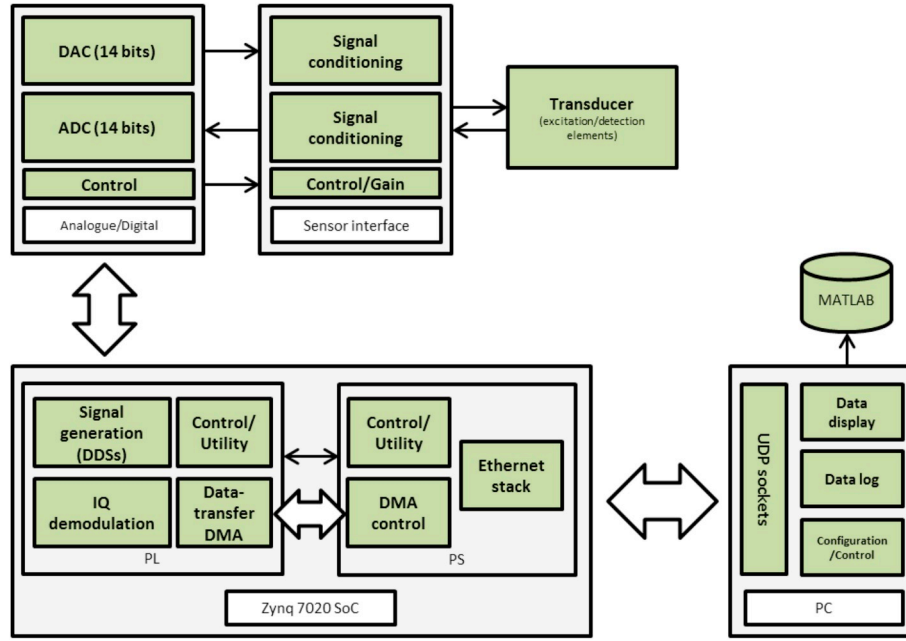 DAC (14 bits)
ADC (14 bits)
Control
Analogue/Digital
Signal
conditioning
Signal
conditioning
Control/Gain
Sensor interface
Transducer
(excitation/detection
elements)
MATLAB
Signal
generation
(DDSs)
Control/
Utility
IQ
demodulation
Data-
transfer
DMA
PL
Control/
Utility
DMA
control
Ethernet
stack
PS
Zynq 7020 SoC
UDP sockets
Data
display
Data log
Configuration
/Control
PC